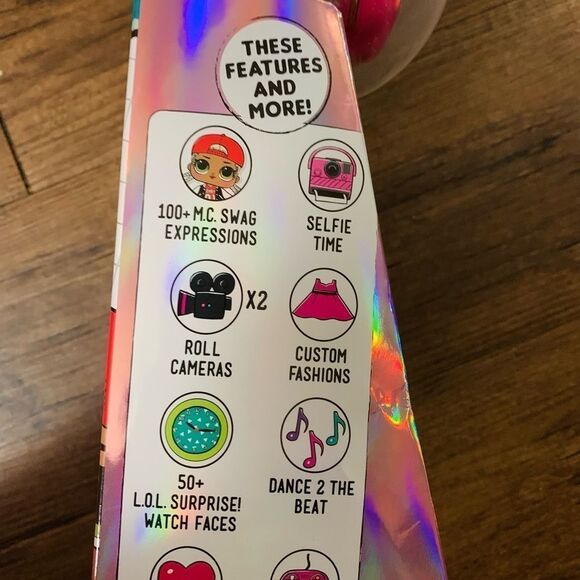 THESE
FEATURES
AND
MORE!
100+ M.C. SWAG
EXPRESSIONS
SELFIE
TIME
X2
ROLL
CAMERAS
CUSTOM
FASHIONS
50+
L.O.L. SURPRISE!
WATCH FACES
DANCE 2 THE
BEAT